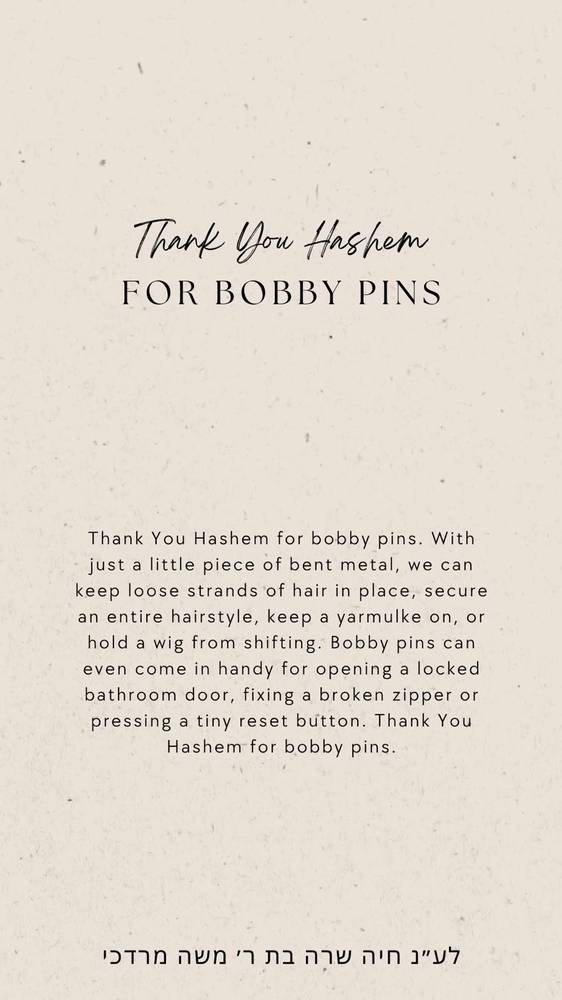 Thank You Hashem
FOR BOBBY PINS
Thank You Hashem for bobby pins. With
just a little piece of bent metal, we can
keep loose strands of hair in place, secure
an entire hairstyle, keep a yarmulke on, or
hold a wig from shifting. Bobby pins can
even come in handy for opening a locked
bathroom door, fixing a broken zipper or
pressing a tiny reset button. Thank You
Hashem for bobby pins.
לע״נ חיה שרה בת ר׳ משה מרדכי